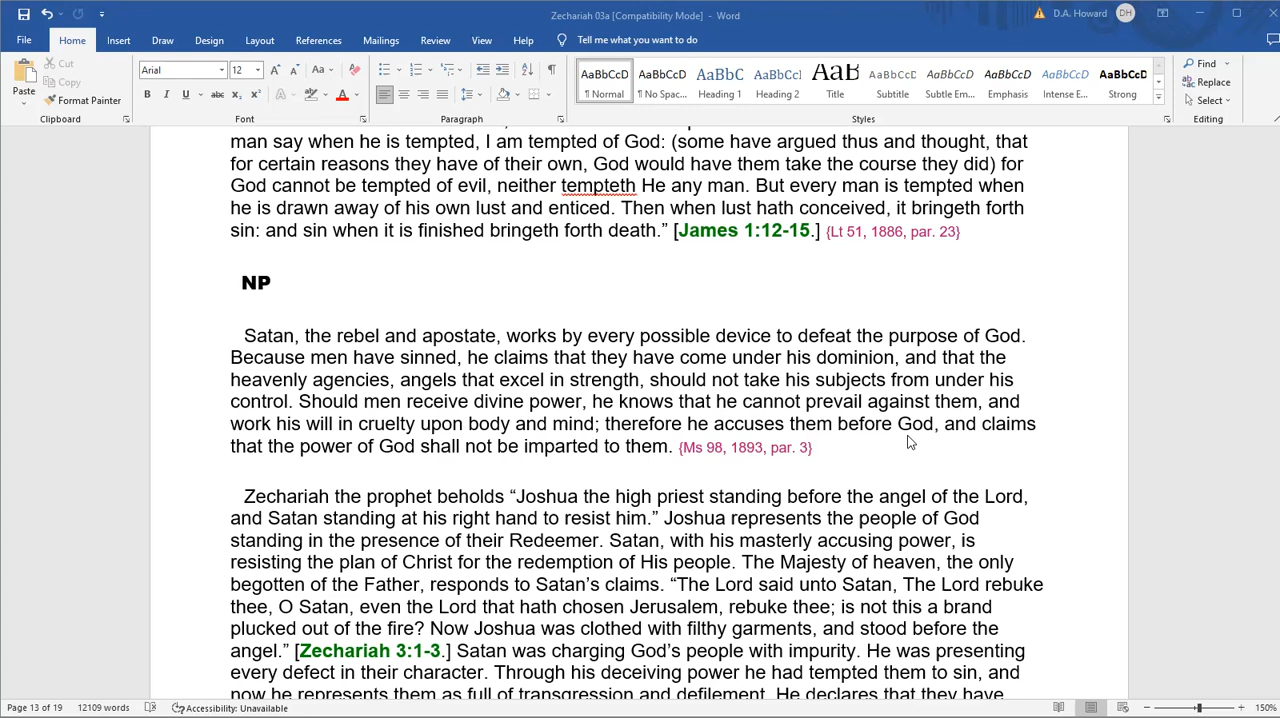 Zechariah 03a [Compatibility Mode] - Word
D.A. Howard DH
File Home Insert Draw Design Layout References Mailings Review View Help Tell me what you want to do
Cut
Copy
Format Painter
Paste
Clipboard
Arial 12
Font
Paragraph
AaBbCcD AaBbCcD AaBbC AaBbCcD AaB AaBbCcD AaBbCcD AaBbCcD AaBbCcD AaBbCcD
¶ Normal ¶ No Spac... Heading 1 Heading 2 Title Subtitle Subtle Em... Emphasis Intense E... Strong
Styles
Find
Replace
Select
Editing
man say when he is tempted, I am tempted of God: (some have argued thus and thought, that
for certain reasons they have of their own, God would have them take the course they did) for
God cannot be tempted of evil, neither tempteth He any man. But every man is tempted when
he is drawn away of his own lust and enticed. Then when lust hath conceived, it bringeth forth
sin: and sin when it is finished bringeth forth death.” [James 1:12-15.] {Lt 51, 1886, par. 23}
NP
Satan, the rebel and apostate, works by every possible device to defeat the purpose of God.
Because men have sinned, he claims that they have come under his dominion, and that the
heavenly agencies, angels that excel in strength, should not take his subjects from under his
control. Should men receive divine power, he knows that he cannot prevail against them, and
work his will in cruelty upon body and mind; therefore he accuses them before God, and claims
that the power of God shall not be imparted to them. {Ms 98, 1893, par. 3}
Zechariah the prophet beholds “Joshua the high priest standing before the angel of the Lord,
and Satan standing at his right hand to resist him.” Joshua represents the people of God
standing in the presence of their Redeemer. Satan, with his masterly accusing power, is
resisting the plan of Christ for the redemption of His people. The Majesty of heaven, the only
begotten of the Father, responds to Satan’s claims. “The Lord said unto Satan, The Lord rebuke
thee, O Satan, even the Lord that hath chosen Jerusalem, rebuke thee; is not this a brand
plucked out of the fire? Now Joshua was clothed with filthy garments, and stood before the
angel.” [Zechariah 3:1-3.] Satan was charging God’s people with impurity. He was presenting
every defect in their character. Through his deceiving power he had tempted them to sin, and
now he represents them as full of transgression and defilement. He declares that they have
Page 13 of 19 12109 words Accessibility: Unavailable 150%